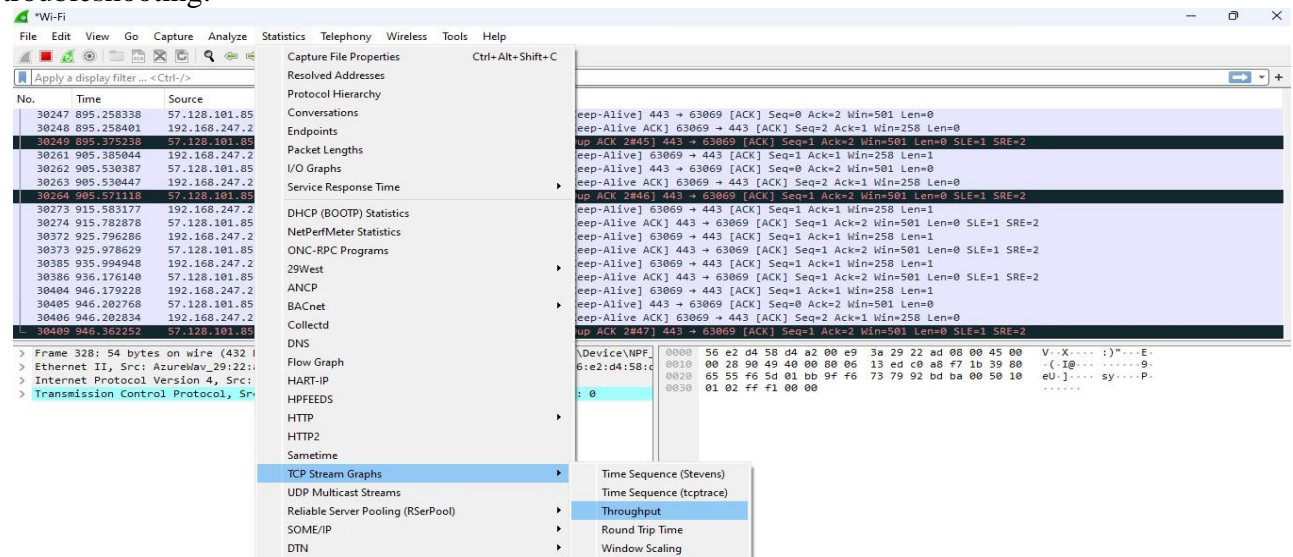 troubleshooting.
*Wi-Fi
File Edit View Go Capture Analyze Statistics Telephony Wireless Tools Help
Apply a display filter ... <Ctrl-/>
No. Time Source
30247 895.258338 57.128.101.85 eep-Alive] 443 → 63069 [ACK] Seq=0 Ack=2 Win=501 Len=0
30248 895.258401 192.168.247.2 eep-Alive ACK] 63069 → 443 [ACK] Seq=2 Ack=1 Win=258 Len=0
30249 895.375238 57.128.101.85 up ACK 2#45] 443 → 63069 [ACK] Seq=1 Ack=2 Win=501 Len=0 SLE=1 SRE=2
30261 905.385044 192.168.247.2 eep-Alive] 63069 → 443 [ACK] Seq=1 Ack=1 Win=258 Len=1
30262 905.530387 57.128.101.85 eep-Alive] 443 → 63069 [ACK] Seq=0 Ack=2 Win=501 Len=0
30263 905.530447 192.168.247.2 eep-Alive ACK] 63069 → 443 [ACK] Seq=2 Ack=1 Win=258 Len=0
30264 905.571118 57.128.101.85 up ACK 2#46] 443 → 63069 [ACK] Seq=1 Ack=2 Win=501 Len=0 SLE=1 SRE=2
30273 915.583177 192.168.247.2 eep-Alive] 63069 → 443 [ACK] Seq=1 Ack=1 Win=258 Len=1
30274 915.782878 57.128.101.85 eep-Alive ACK] 443 → 63069 [ACK] Seq=1 Ack=2 Win=501 Len=0 SLE=1 SRE=2
30372 925.796286 192.168.247.2 eep-Alive] 63069 → 443 [ACK] Seq=1 Ack=1 Win=258 Len=1
30373 925.978629 57.128.101.85 eep-Alive ACK] 443 → 63069 [ACK] Seq=1 Ack=2 Win=501 Len=0 SLE=1 SRE=2
30385 935.994948 192.168.247.2 eep-Alive] 63069 → 443 [ACK] Seq=1 Ack=1 Win=258 Len=1
30386 936.176140 57.128.101.85 eep-Alive ACK] 443 → 63069 [ACK] Seq=1 Ack=2 Win=501 Len=0 SLE=1 SRE=2
30404 946.179228 192.168.247.2 eep-Alive] 63069 → 443 [ACK] Seq=1 Ack=1 Win=258 Len=1
30405 946.202768 57.128.101.85 eep-Alive] 443 → 63069 [ACK] Seq=0 Ack=2 Win=501 Len=0
30406 946.202834 192.168.247.2 eep-Alive ACK] 63069 → 443 [ACK] Seq=2 Ack=1 Win=258 Len=0
30409 946.362252 57.128.101.85 up ACK 2#47] 443 → 63069 [ACK] Seq=1 Ack=2 Win=501 Len=0 SLE=1 SRE=2
Capture File Properties Ctrl+Alt+Shift+C
Resolved Addresses
Protocol Hierarchy
Conversations
Endpoints
Packet Lengths
I/O Graphs
Service Response Time
DHCP (BOOTP) Statistics
NetPerfMeter Statistics
ONC-RPC Programs
29West
ANCP
BACnet
Collectd
DNS
Flow Graph
HART-IP
HPFEEDS
HTTP
HTTP2
Sametime
TCP Stream Graphs
UDP Multicast Streams
Reliable Server Pooling (RSerPool)
SOME/IP
DTN
Time Sequence (Stevens)
Time Sequence (tcptrace)
Throughput
Round Trip Time
Window Scaling
> Frame 328: 54 bytes on wire (432 \Device\NPF_
> Ethernet II, Src: AzureWav_29:22: 6:e2:d4:58:
> Internet Protocol Version 4, Src:
> Transmission Control Protocol, Sr : 0
0000 56 e2 d4 58 d4 a2 00 e9 3a 29 22 ad 08 00 45 00 V··X···· :)"···E·
0010 00 28 90 49 40 00 80 06 13 ed c0 a8 f7 1b 39 80 ·(·I@··· ······9·
0020 65 55 f6 5d 01 bb 9f f6 73 79 92 bd ba 00 50 10 eU·]···· sy····P·
0030 01 02 ff f1 00 00 ······